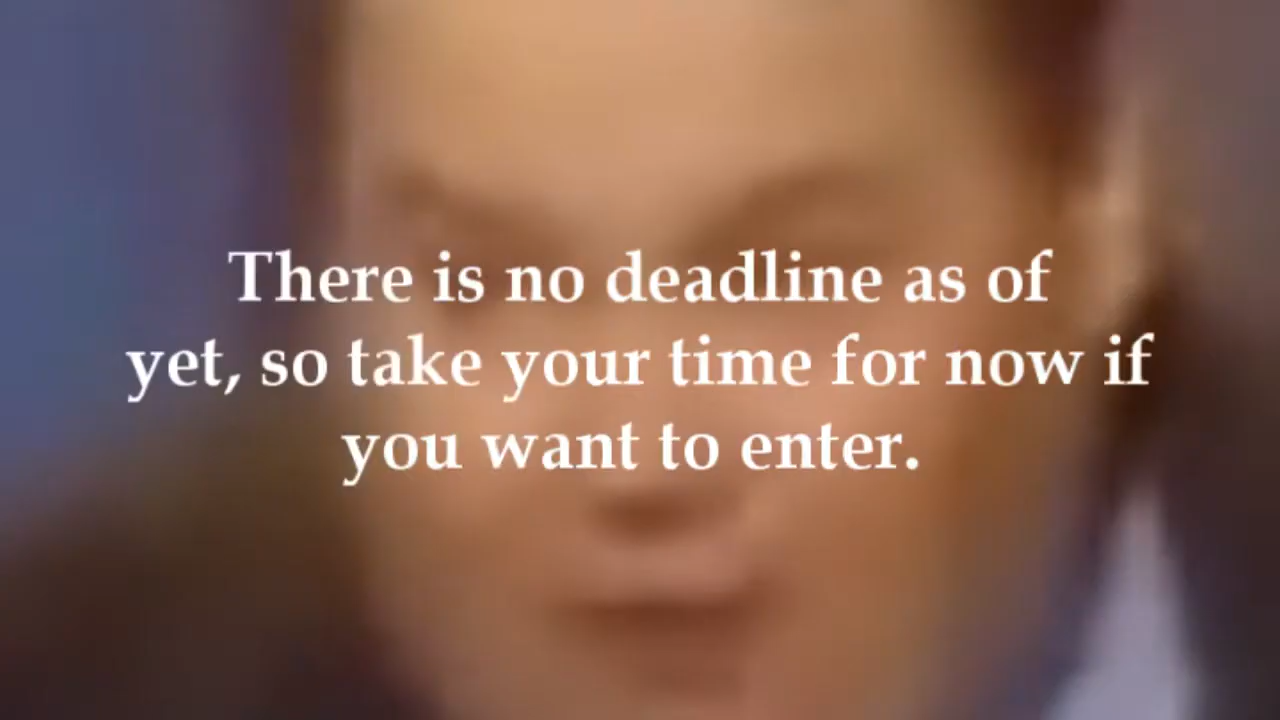 There is no deadline as of
yet, so take your time for now if
you want to enter.